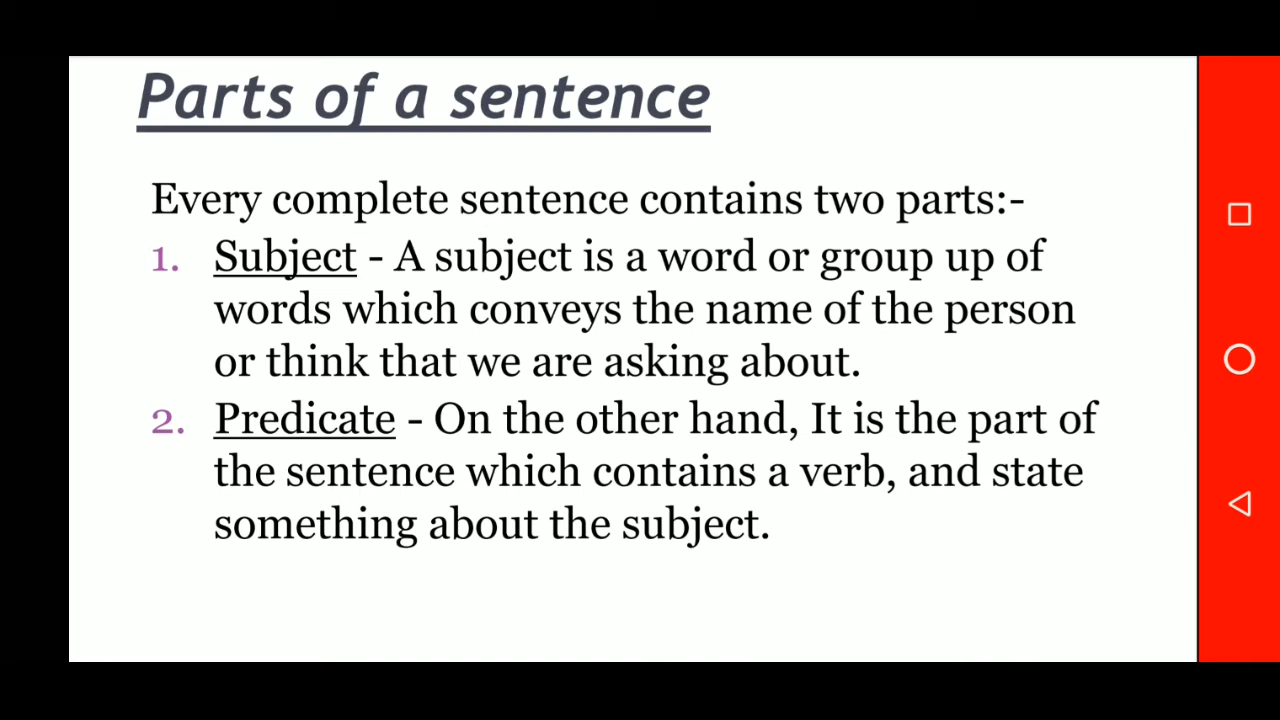 Parts of a sentence
Every complete sentence contains two parts:-
1. Subject - A subject is a word or group up of
words which conveys the name of the person
or think that we are asking about.
2. Predicate - On the other hand, It is the part of
the sentence which contains a verb, and state
something about the subject.